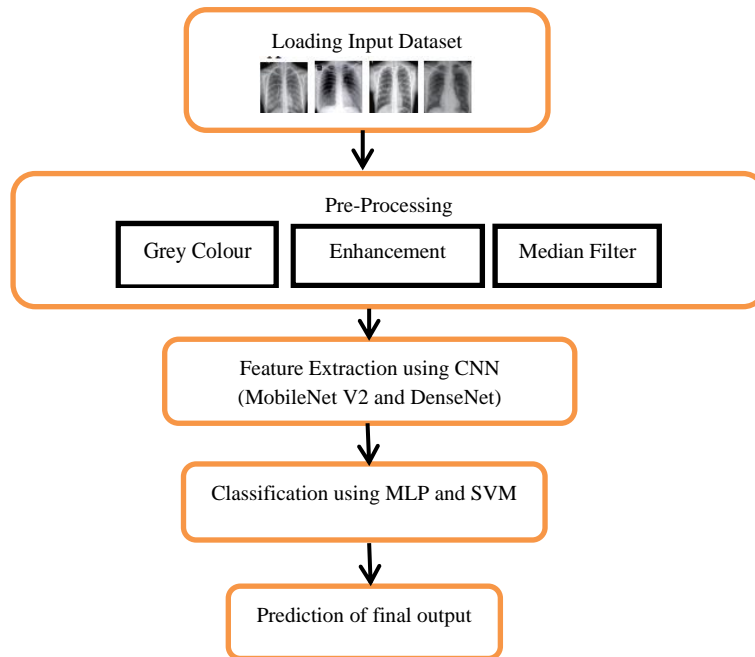 Loading Input Dataset
Pre-Processing
Grey Colour
Enhancement
Median Filter
Feature Extraction using CNN
(MobileNet V2 and DenseNet)
Classification using MLP and SVM
Prediction of final output